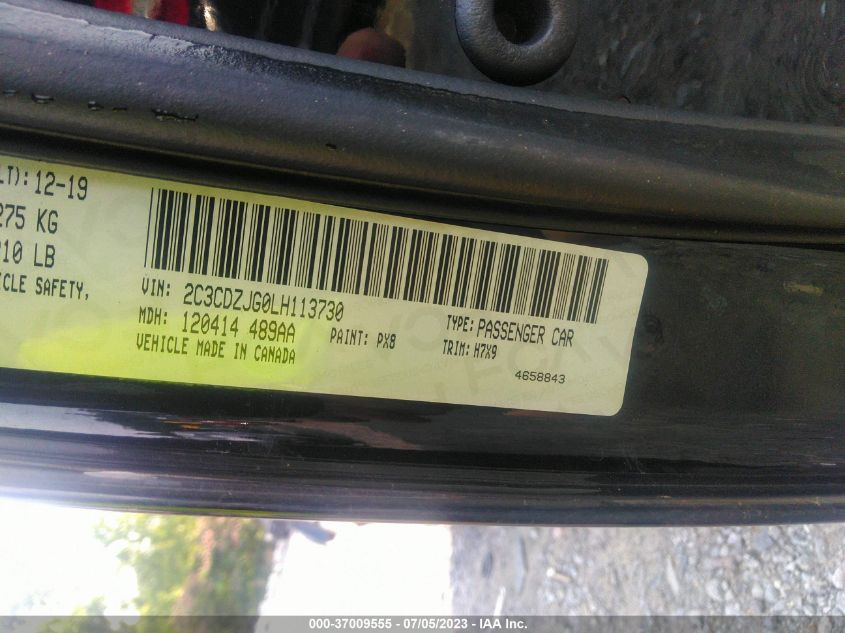 LT): 12-19
275 KG
910 LB
ICLE SAFETY,
VIN: 2C3CDZJG0LH113730
MDH: 120414 489AA
PAINT: PX8
TYPE: PASSENGER CAR
TRIM: H7X9
VEHICLE MADE IN CANADA
4658843
000-37009555 - 07/05/2023 - IAA Inc.